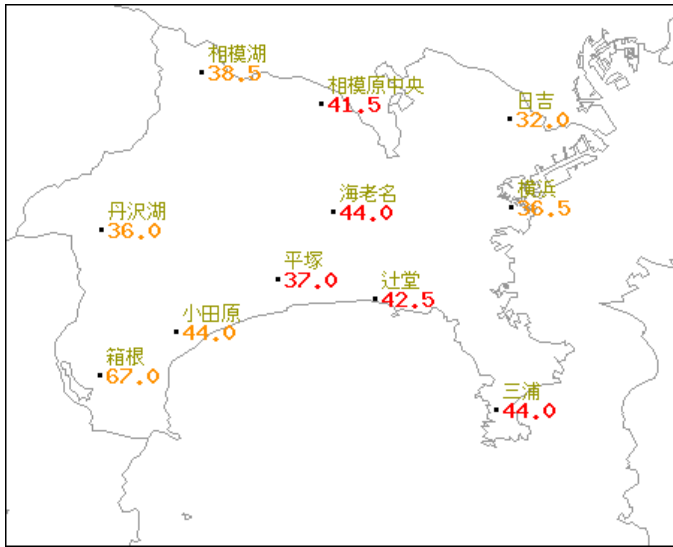 相模湖
38.5
相模原中央
41.5
日吉
32.0
海老名
44.0
横浜
36.5
丹沢湖
36.0
平塚
37.0
辻堂
42.5
小田原
44.0
箱根
67.0
三浦
44.0